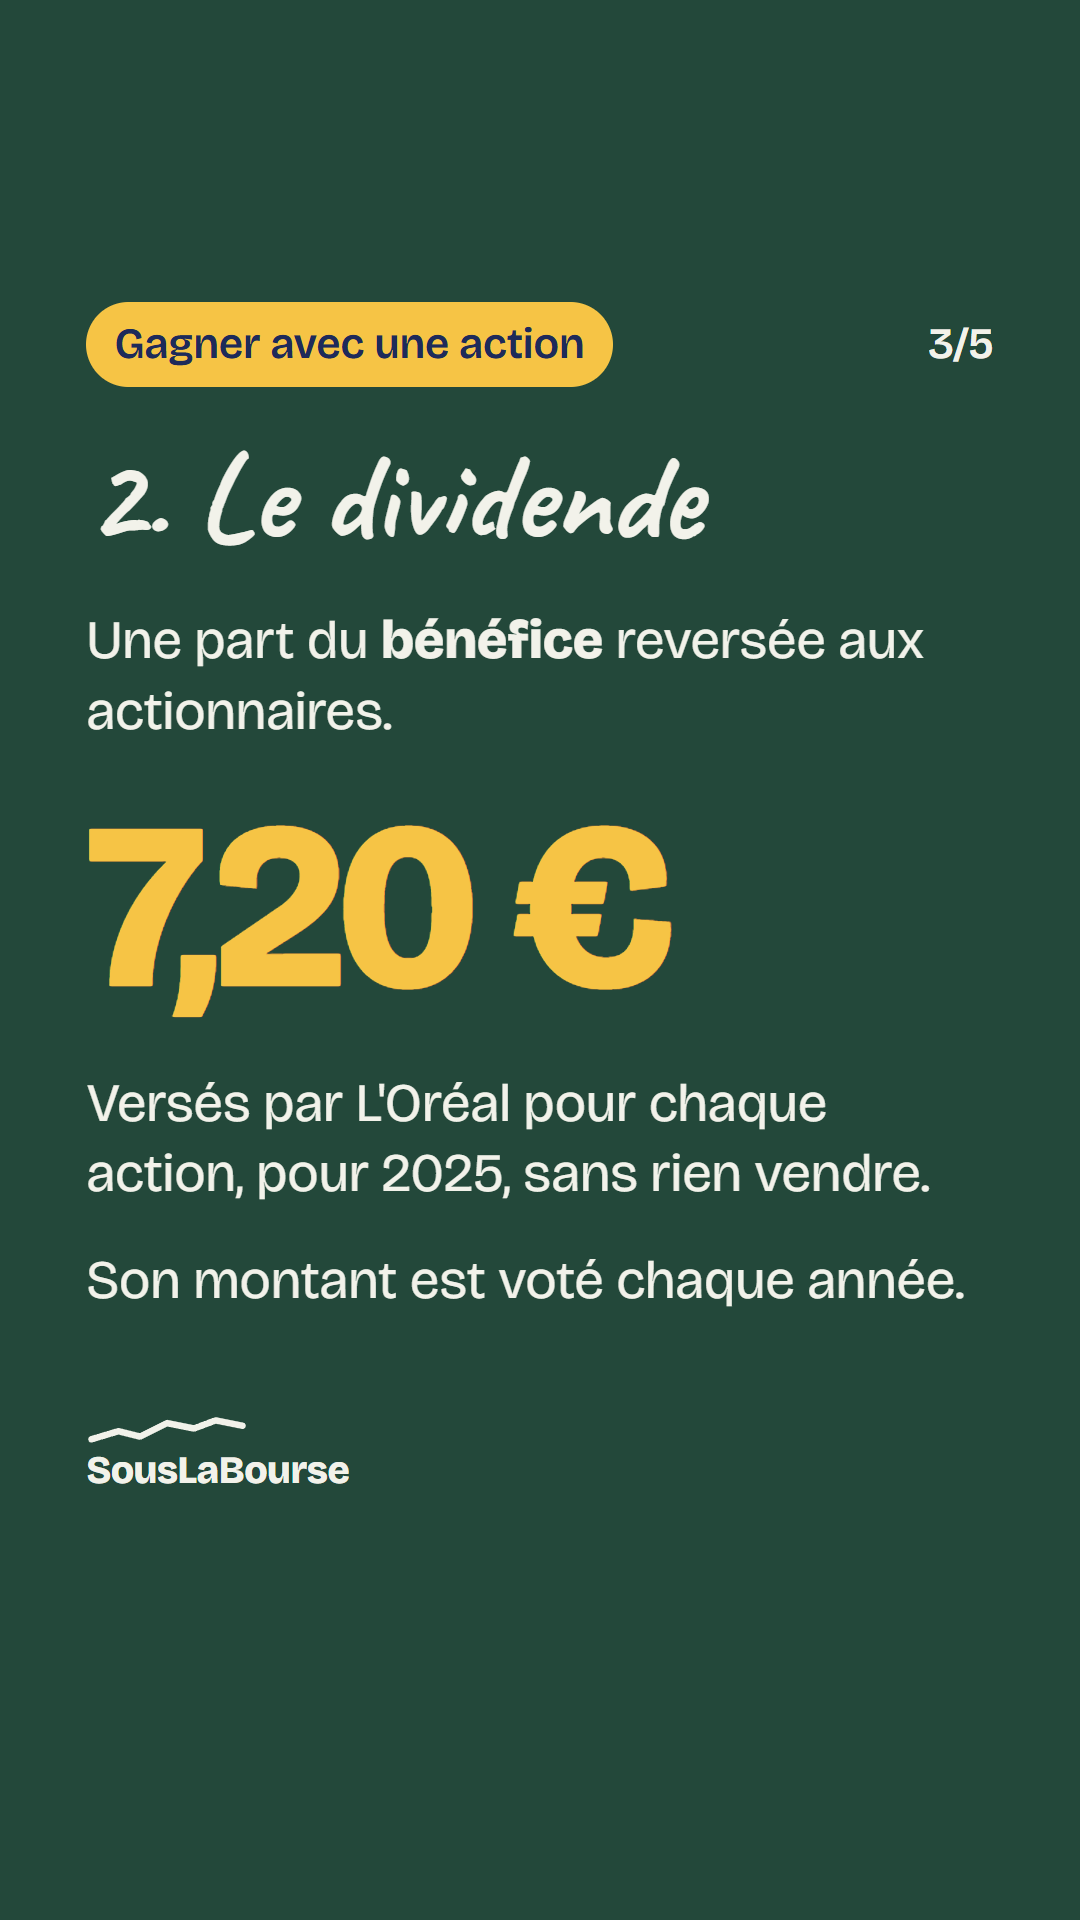 Gagner avec une action
3/5
2. Le dividende
Une part du bénéfice reversée aux
actionnaires.
7,20 €
Versés par L'Oréal pour chaque
action, pour 2025, sans rien vendre.
Son montant est voté chaque année.
SousLaBourse